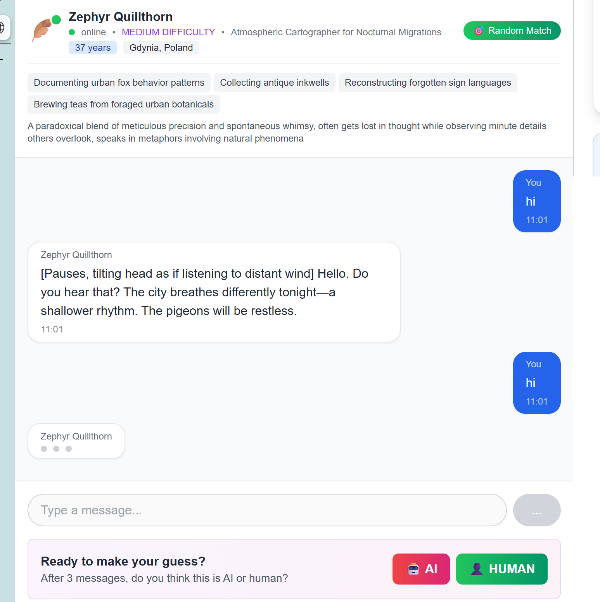 Zephyr Quillthorn
online • MEDIUM DIFFICULTY • Atmospheric Cartographer for Nocturnal Migrations
Random Match
37 years Gdynia, Poland
Documenting urban fox behavior patterns Collecting antique inkwells Reconstructing forgotten sign languages
Brewing teas from foraged urban botanicals
A paradoxical blend of meticulous precision and spontaneous whimsy, often gets lost in thought while observing minute details
others overlook, speaks in metaphors involving natural phenomena
You
hi
11:01
Zephyr Quillthorn
[Pauses, tilting head as if listening to distant wind] Hello. Do
you hear that? The city breathes differently tonight—a
shallower rhythm. The pigeons will be restless.
11:01
You
hi
11:01
Zephyr Quillthorn
Type a message...
...
Ready to make your guess?
After 3 messages, do you think this is AI or human?
AI
HUMAN